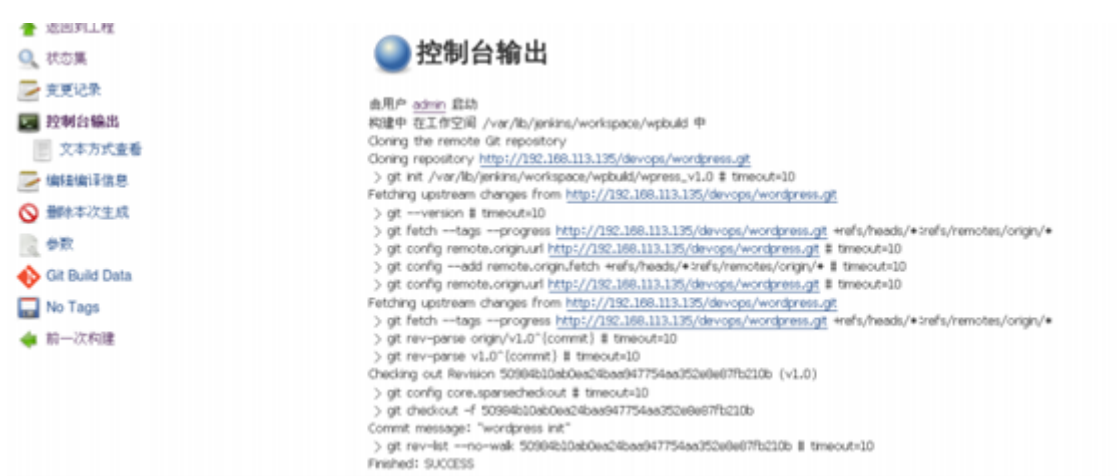 返回到工程
状态集
变更记录
控制台输出
文本方式查看
编辑编译信息
删除本次生成
参数
Git Build Data
No Tags
前一次构建
控制台输出
由用户 admin 启动
构建中 在工作空间 /var/lib/jenkins/workspace/wpbuild 中
Cloning the remote Git repository
Cloning repository http://192.168.113.135/devops/wordpress.git
> git init /var/lib/jenkins/workspace/wpbuild/wpress_v1.0 # timeout=10
Fetching upstream changes from http://192.168.113.135/devops/wordpress.git
> git --version # timeout=10
> git fetch --tags --progress http://192.168.113.135/devops/wordpress.git +refs/heads/*:refs/remotes/origin/*
> git config remote.origin.url http://192.168.113.135/devops/wordpress.git # timeout=10
> git config --add remote.origin.fetch +refs/heads/*:refs/remotes/origin/* # timeout=10
> git config remote.origin.url http://192.168.113.135/devops/wordpress.git # timeout=10
Fetching upstream changes from http://192.168.113.135/devops/wordpress.git
> git fetch --tags --progress http://192.168.113.135/devops/wordpress.git +refs/heads/*:refs/remotes/origin/*
> git rev-parse origin/v1.0^{commit} # timeout=10
> git rev-parse v1.0^{commit} # timeout=10
Checking out Revision 50984b10ab0ea24baa947754aa352e8e87fb210b (v1.0)
> git config core.sparsecheckout # timeout=10
> git checkout -f 50984b10ab0ea24baa947754aa352e8e87fb210b
Commit message: "wordpress init"
> git rev-list --no-walk 50984b10ab0ea24baa947754aa352e8e87fb210b # timeout=10
Finished: SUCCESS